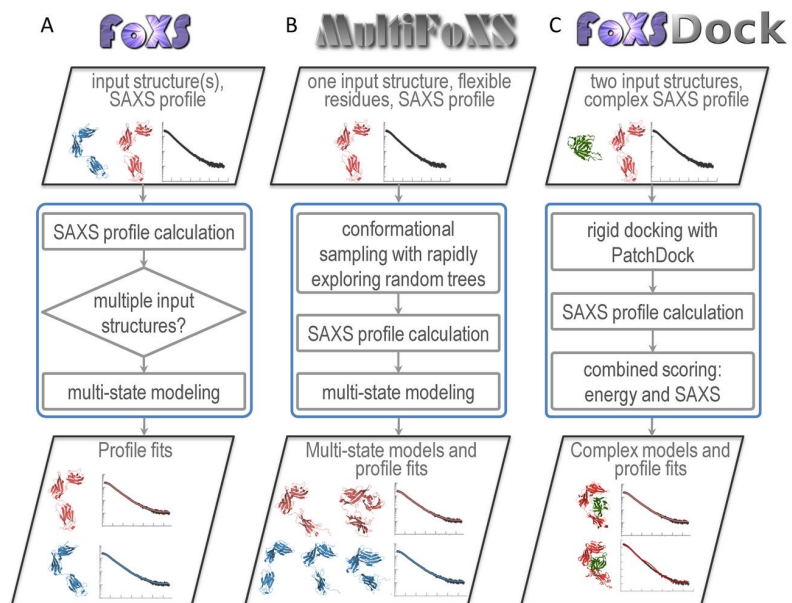 A
FoXS
B
MultiFoXS
C
FoXSDock
input structure(s),
SAXS profile
one input structure, flexible
residues, SAXS profile
two input structures,
complex SAXS profile
SAXS profile calculation
multiple input
structures?
multi-state modeling
conformational
sampling with rapidly
exploring random trees
SAXS profile calculation
multi-state modeling
rigid docking with
PatchDock
SAXS profile calculation
combined scoring:
energy and SAXS
Profile fits
Multi-state models and
profile fits
Complex models and
profile fits